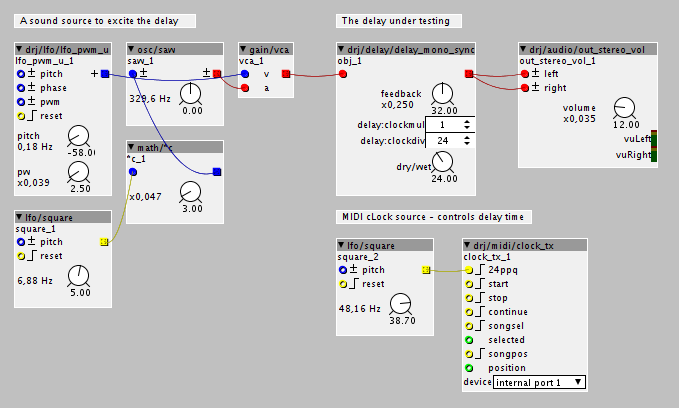 A sound source to excite the delay
The delay under testing
drj/lfo/lfo_pwm_u
lfo_pwm_u_1
pitch
+
± phase
± pwm
reset
pitch
0,18 Hz
-58.0
pw
x0,039
2.50
osc/saw
saw_1
±
±
329,6 Hz
0.00
gain/vca
vca_1
v
a
math/*c
*c_1
x0,047
3.00
lfo/square
square_1
± pitch
reset
6,88 Hz
5.00
drj/delay/delay_mono_sync
obj_1
feedback
x0,250
32.00
delay:clockmul
1
delay:clockdiv
24
dry/wet
24.00
drj/audio/out_stereo_vol
out_stereo_vol_1
± left
± right
volume
x0,035
12.00
vuLeft
vuRight
MIDI cLock source - controls delay time
lfo/square
square_2
± pitch
reset
48,16 Hz
38.70
drj/midi/clock_tx
clock_tx_1
24ppq
start
stop
continue
songsel
selected
songpos
position
device internal port 1